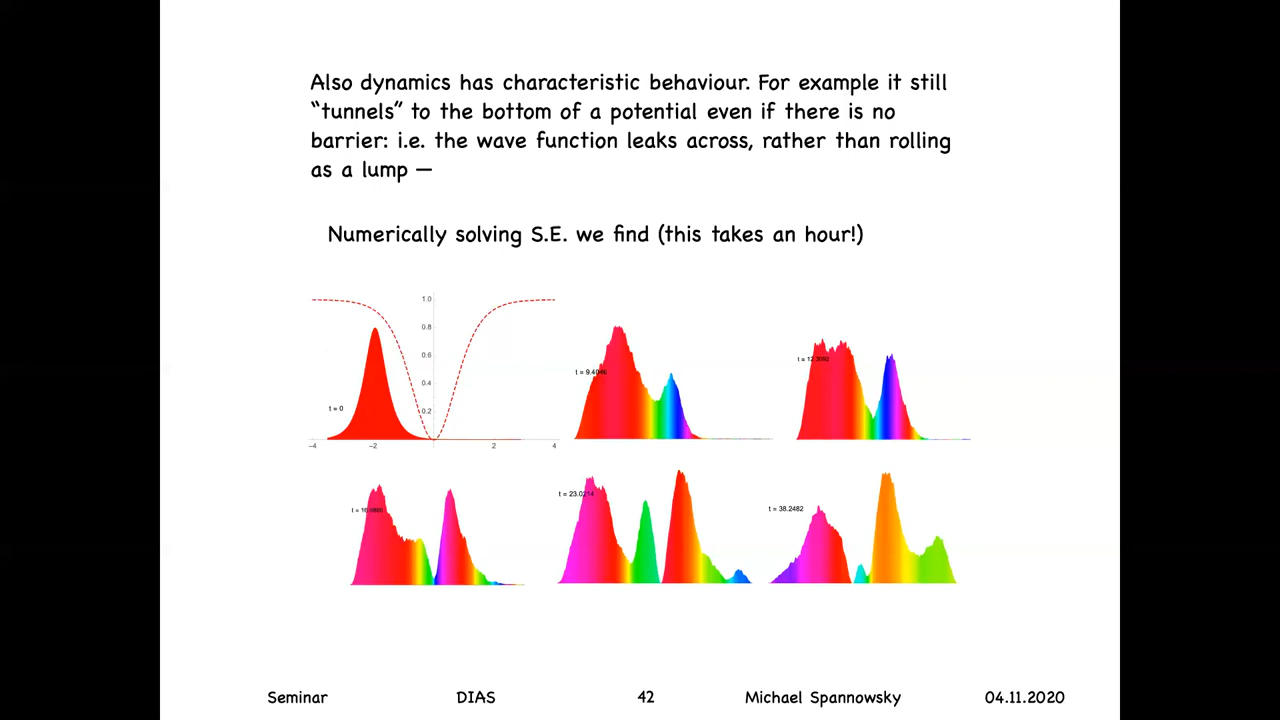 Also dynamics has characteristic behaviour. For example it still
“tunnels” to the bottom of a potential even if there is no
barrier: i.e. the wave function leaks across, rather than rolling
as a lump —
Numerically solving S.E. we find (this takes an hour!)
1.0
0.8
0.6
0.4
0.2
t = 0
-4
-2
2
4
t = 9.4046
t = 12.3092
t = 23.0214
t = 38.2482
Seminar DIAS 42 Michael Spannowsky 04.11.2020